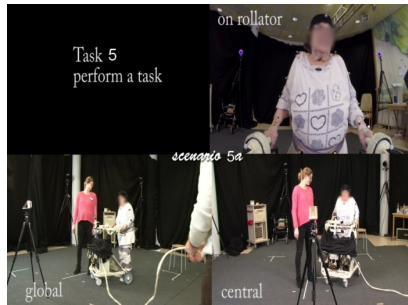 on rollator
Task 5
perform a task
scenario 5a
global
central